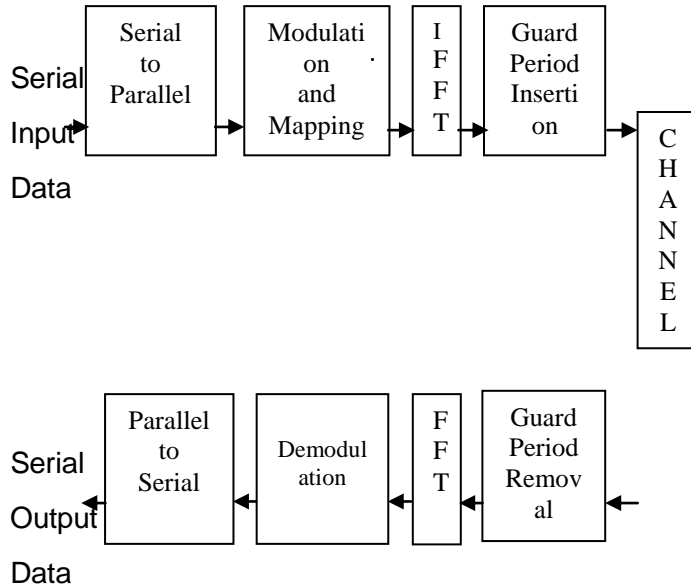 Serial
Input
Data
Serial
to
Parallel
Modulati
on
and
Mapping
I
F
F
T
Guard
Period
Inserti
on
C
H
A
N
N
E
L
Serial
Output
Data
Parallel
to
Serial
Demodul
ation
F
F
T
Guard
Period
Remov
al